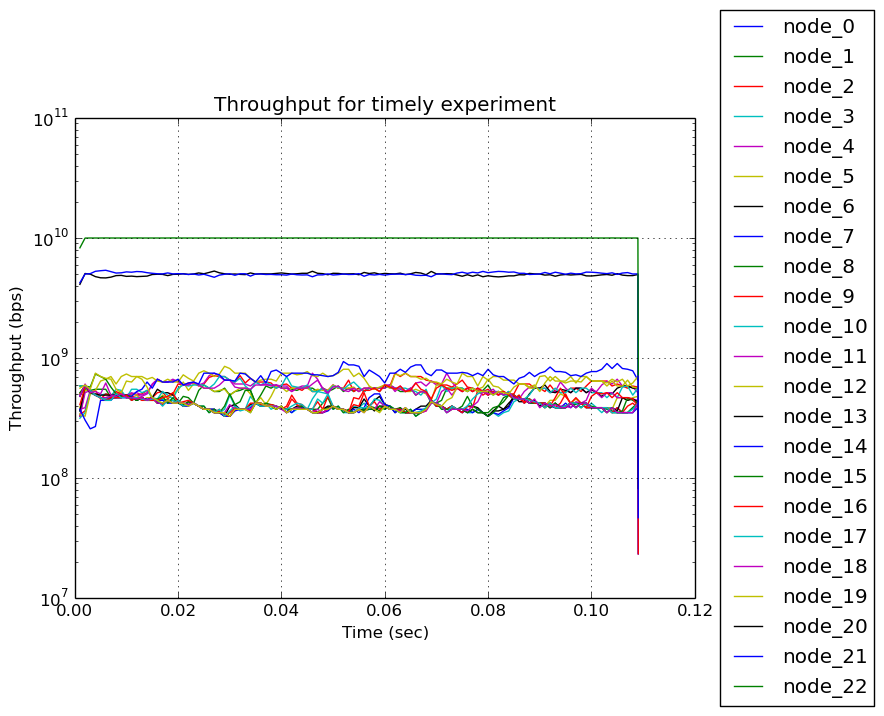 Throughput for timely experiment
Throughput (bps)
10^11
10^10
10^9
10^8
10^7
0.00 0.02 0.04 0.06 0.08 0.10 0.12
Time (sec)
node_0
node_1
node_2
node_3
node_4
node_5
node_6
node_7
node_8
node_9
node_10
node_11
node_12
node_13
node_14
node_15
node_16
node_17
node_18
node_19
node_20
node_21
node_22